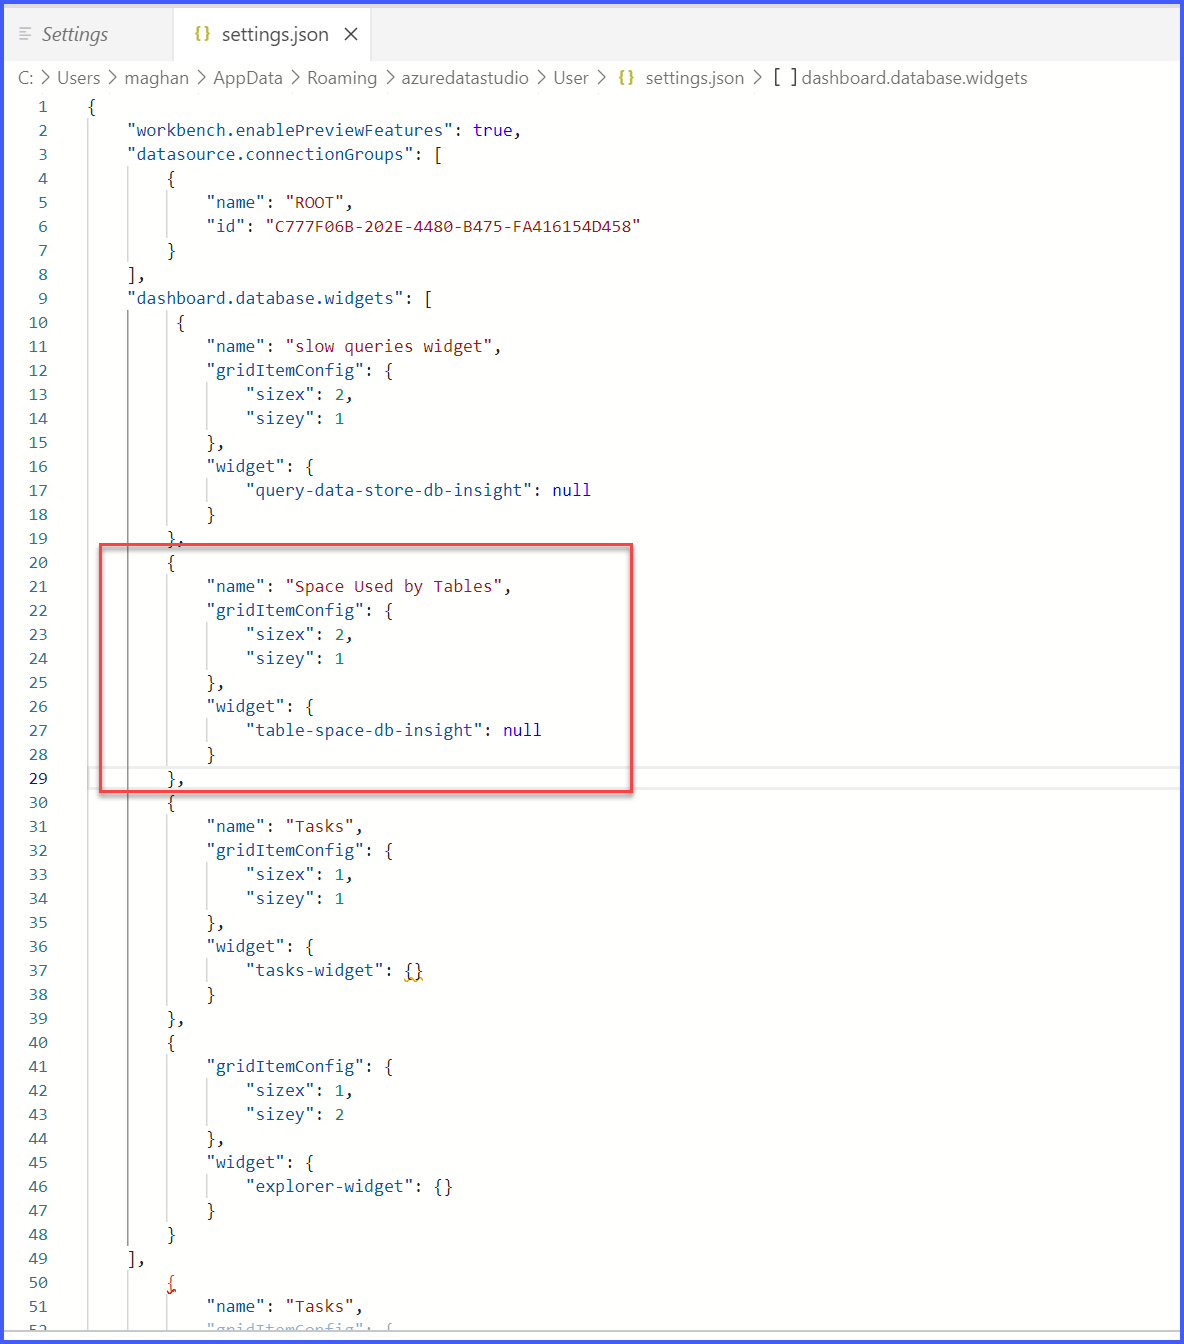 Settings
{} settings.json ×
C: > Users > maghan > AppData > Roaming > azuredatastudio > User > {} settings.json > [ ] dashboard.database.widgets
1 {
2 "workbench.enablePreviewFeatures": true,
3 "datasource.connectionGroups": [
4 {
5 "name": "ROOT",
6 "id": "C777F06B-202E-4480-B475-FA416154D458"
7 }
8 ],
9 "dashboard.database.widgets": [
10 {
11 "name": "slow queries widget",
12 "gridItemConfig": {
13 "sizex": 2,
14 "sizey": 1
15 },
16 "widget": {
17 "query-data-store-db-insight": null
18 }
19 },
20 {
21 "name": "Space Used by Tables",
22 "gridItemConfig": {
23 "sizex": 2,
24 "sizey": 1
25 },
26 "widget": {
27 "table-space-db-insight": null
28 }
29 },
30 {
31 "name": "Tasks",
32 "gridItemConfig": {
33 "sizex": 1,
34 "sizey": 1
35 },
36 "widget": {
37 "tasks-widget": {}
38 }
39 },
40 {
41 "gridItemConfig": {
42 "sizex": 1,
43 "sizey": 2
44 },
45 "widget": {
46 "explorer-widget": {}
47 }
48 }
49 ],
50 {
51 "name": "Tasks",
52 "gridItemConfig": {